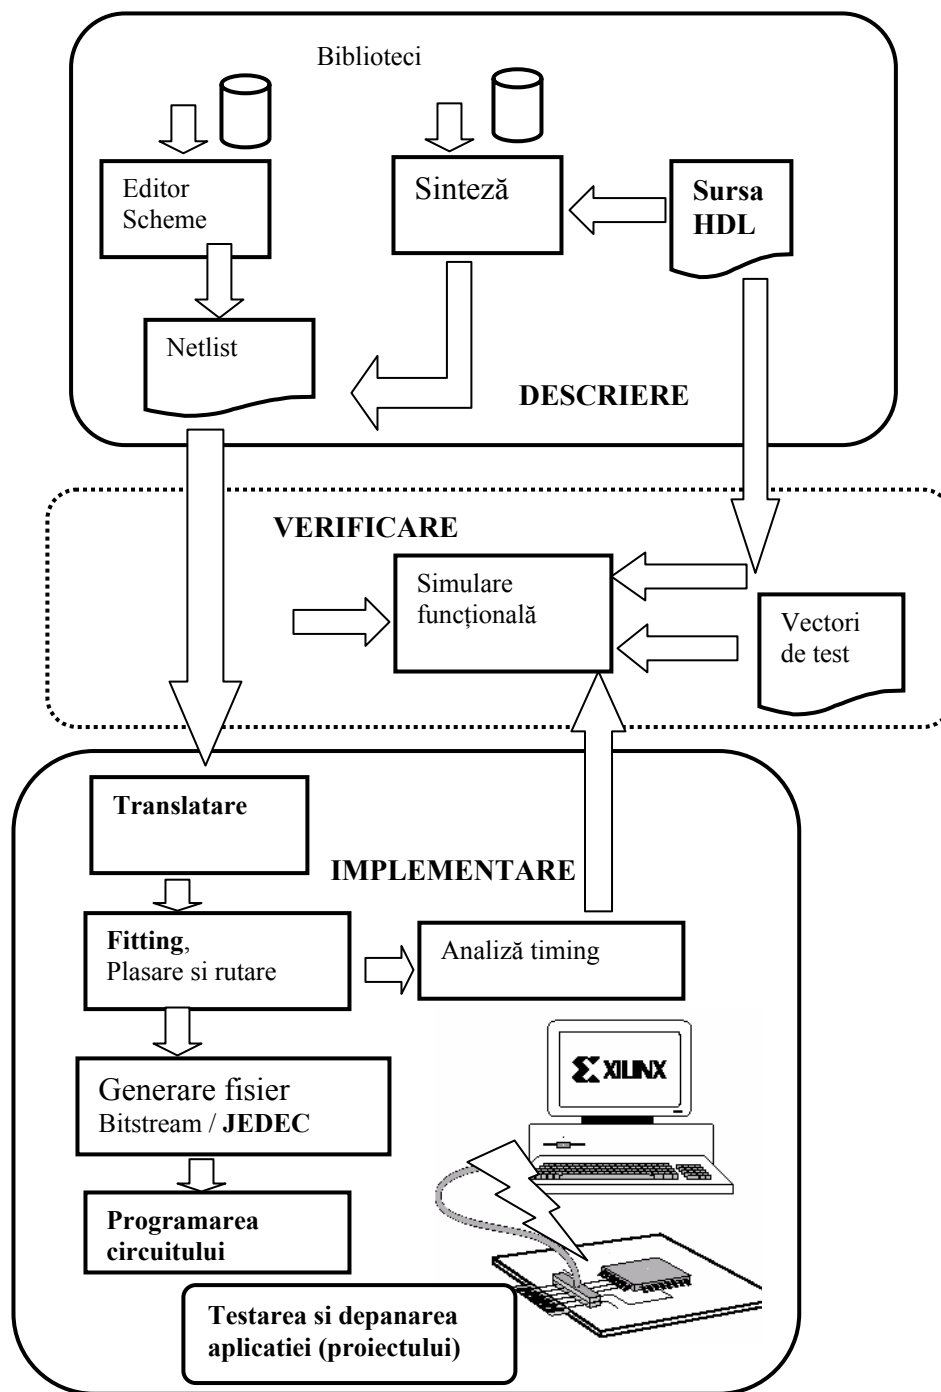 Biblioteci
Editor
Scheme
Sinteză
Sursa
HDL
Netlist
DESCRIERE
VERIFICARE
Simulare
funcțională
Vectori
de test
Translatare
IMPLEMENTARE
Fitting,
Plasare si rutare
Analiză timing
XILINX
Generare fisier
Bitstream / JEDEC
Programarea
circuitului
Testarea si depanarea
aplicatiei (proiectului)